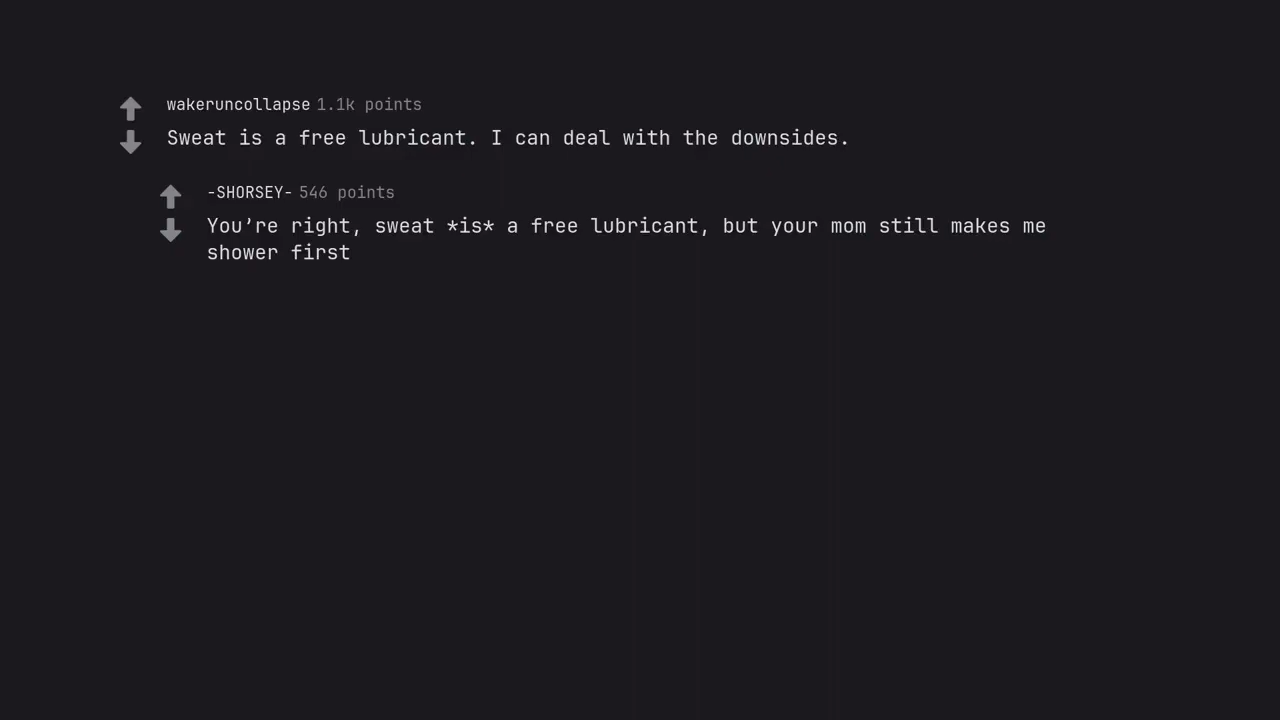 wakeruncollapse 1.1k points
Sweat is a free lubricant. I can deal with the downsides.
-SHORSEY- 546 points
You’re right, sweat *is* a free lubricant, but your mom still makes me
shower first